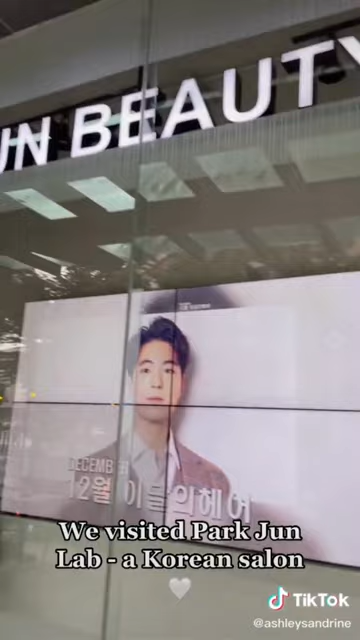 UN BEAUTY
DECEMB
12월 이달의헤어
We visited Park Jun
Lab - a Korean salon
TikTok
@ashleysandrine